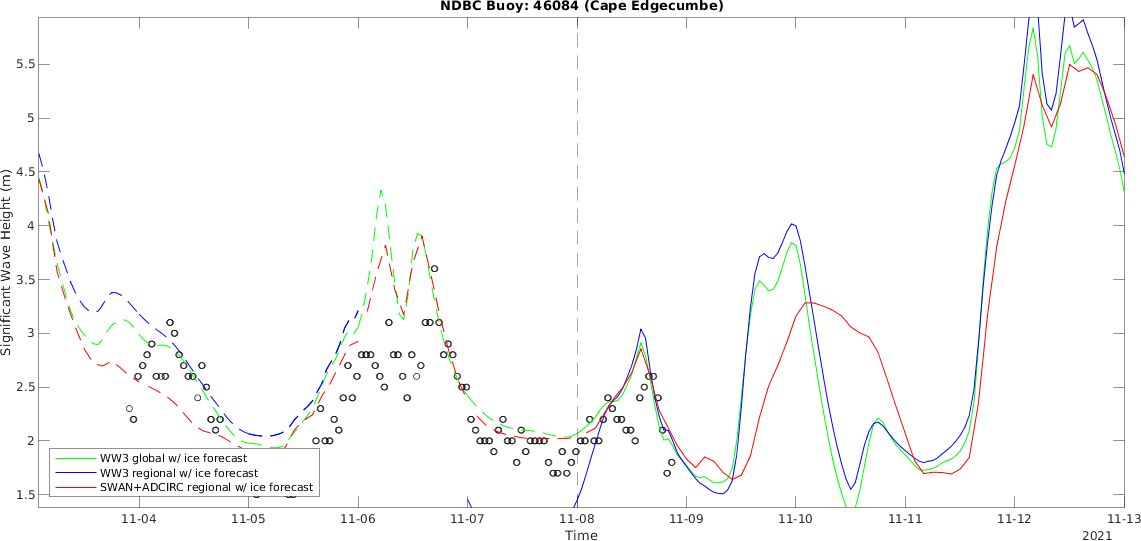 NDBC Buoy: 46084 (Cape Edgecumbe)
Significant Wave Height (m)
5.5
5
4.5
4
3.5
3
2.5
2
1.5
WW3 global w/ ice forecast
WW3 regional w/ ice forecast
SWAN+ADCIRC regional w/ ice forecast
11-04 11-05 11-06 11-07 11-08 11-09 11-10 11-11 11-12 11-13
Time
2021